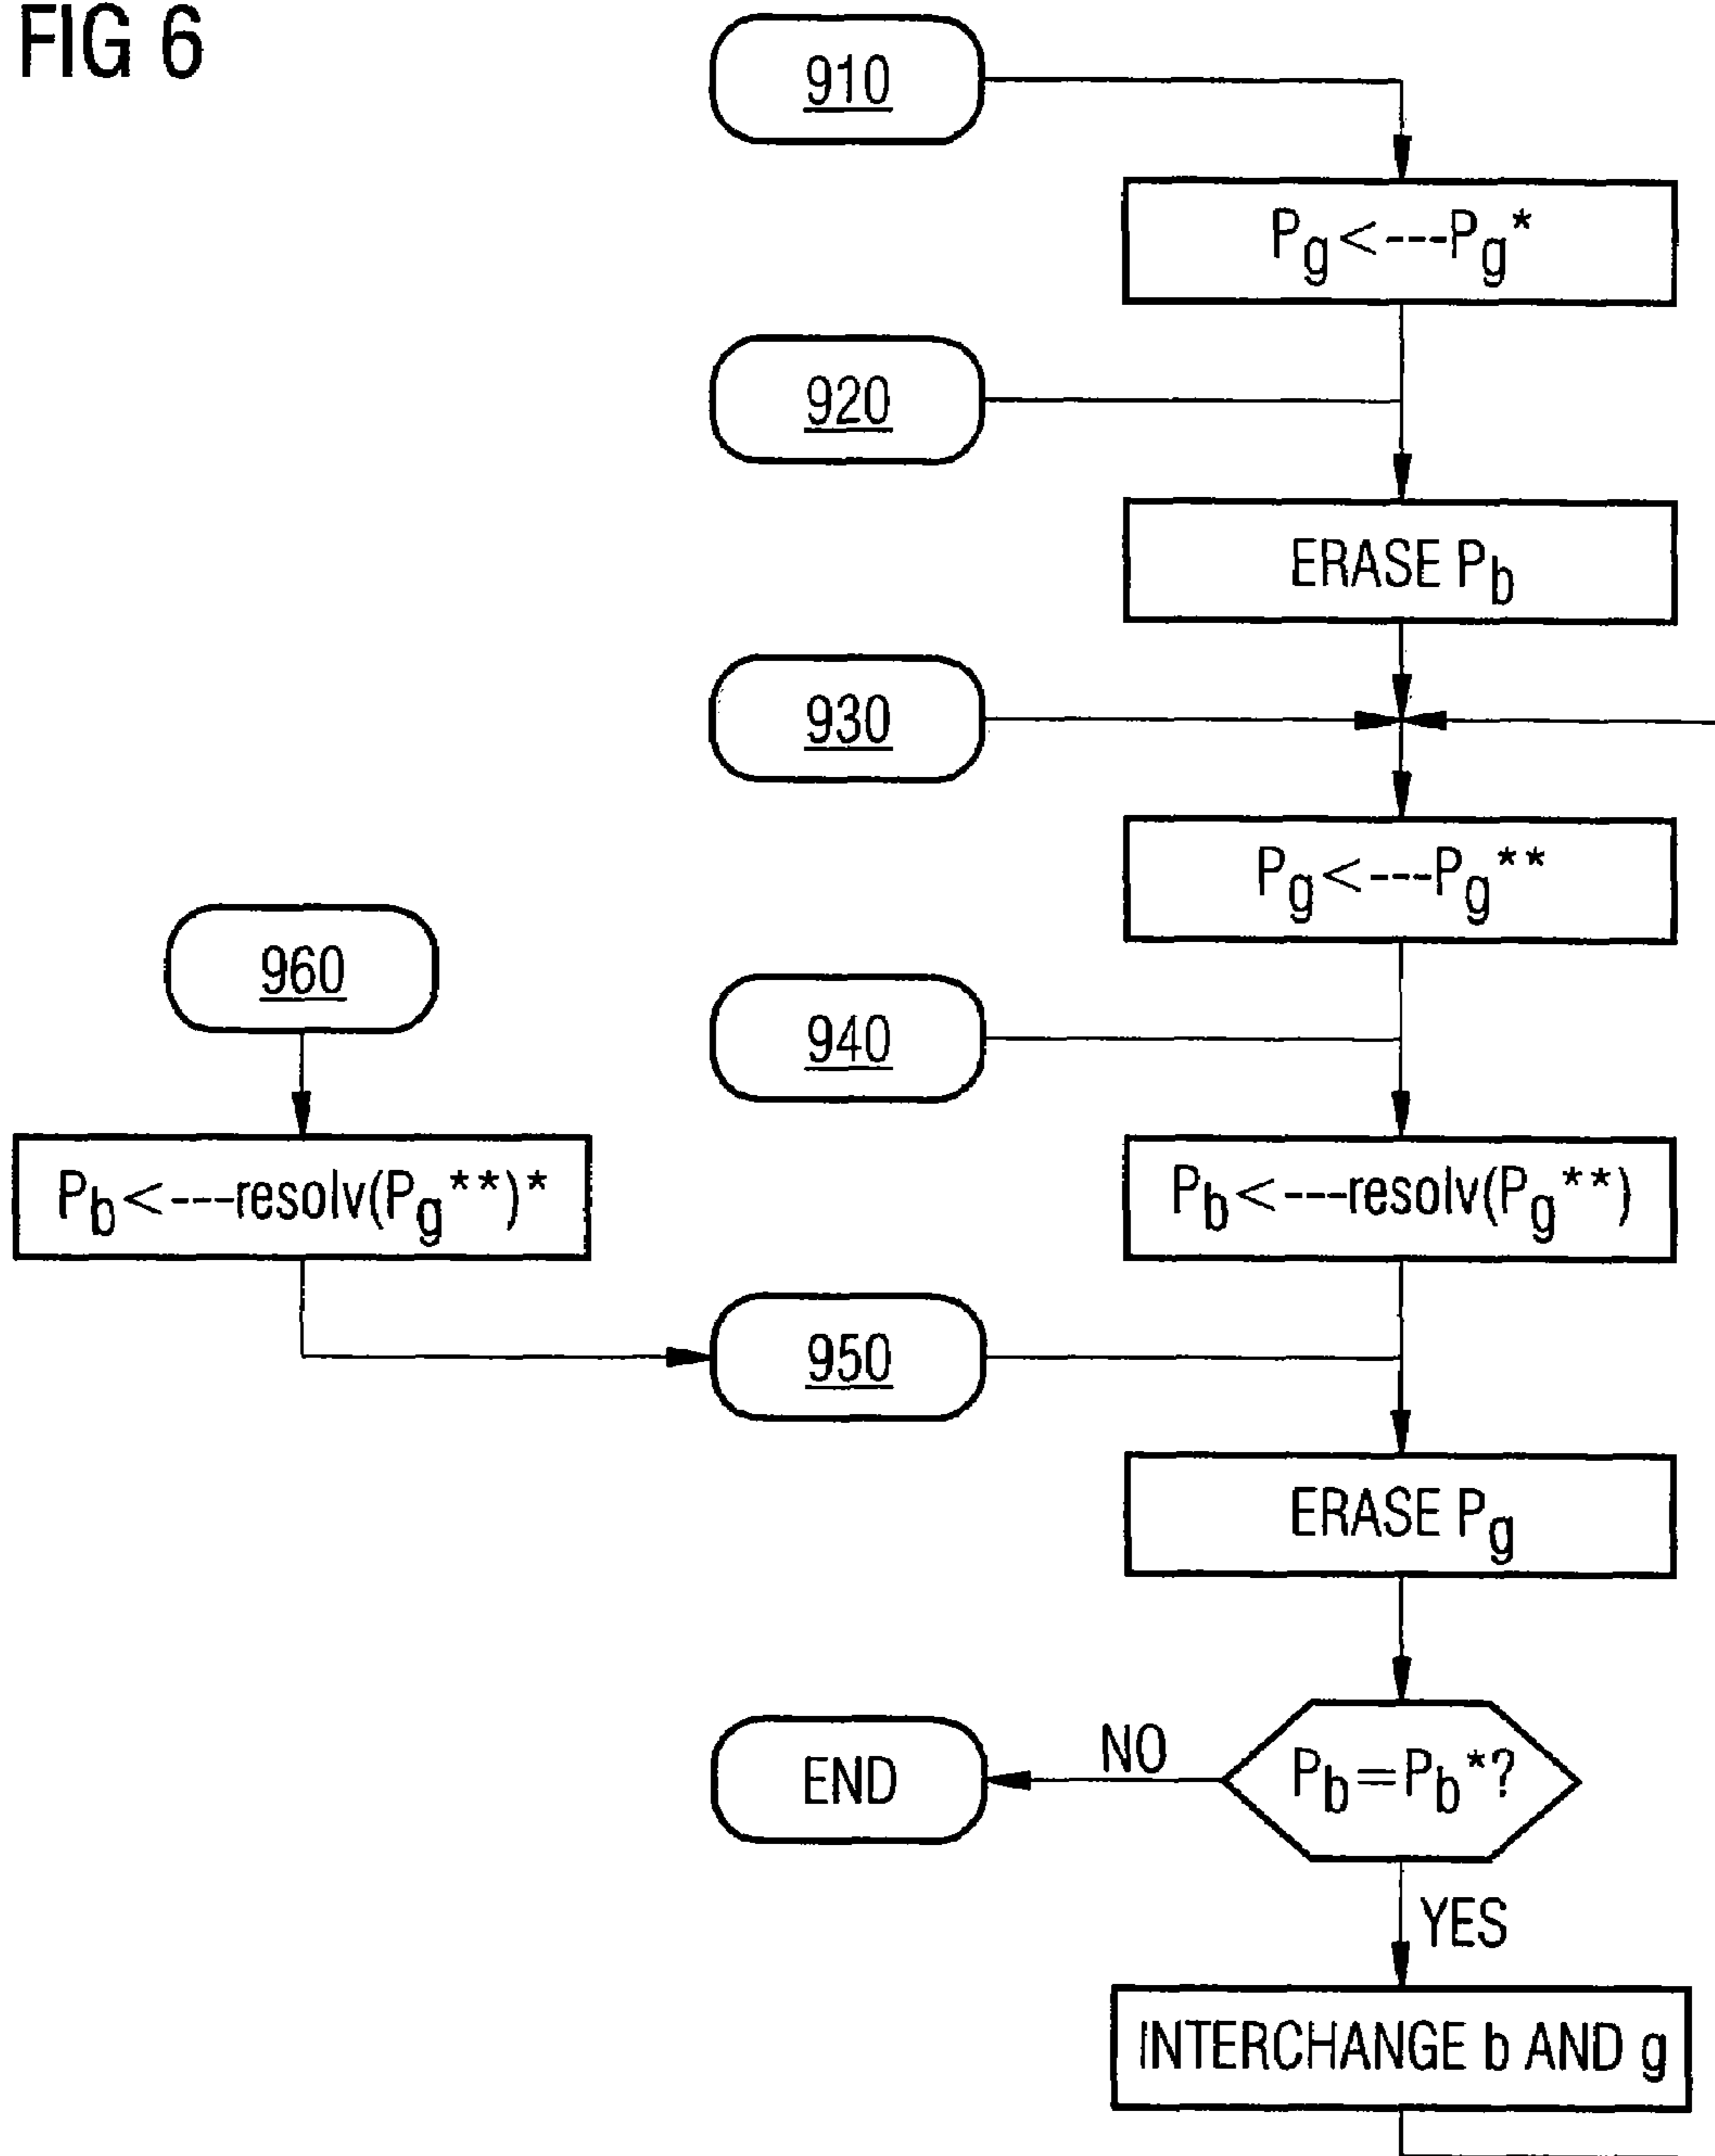 FIG 6
910
Pg<---Pg*
920
ERASE Pb
930
Pg<---Pg**
960
940
Pb<---resolv(Pg**)*
Pb<---resolv(Pg**)
950
ERASE Pg
END
NO
Pb=Pb*?
YES
INTERCHANGE b AND g